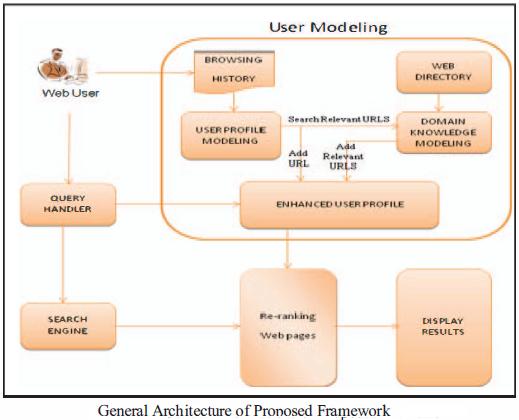 User Modeling
Web User
BROWSING
HISTORY
WEB
DIRECTORY
USER PROFILE
MODELING
Search Relevant URLS
DOMAIN
KNOWLEDGE
MODELING
Add
URL
Add
Relevant
URLS
QUERY
HANDLER
ENHANCED USER PROFILE
SEARCH
ENGINE
Re-ranking
Web pages
DISPLAY
RESULTS
General Architecture of Proposed Framework